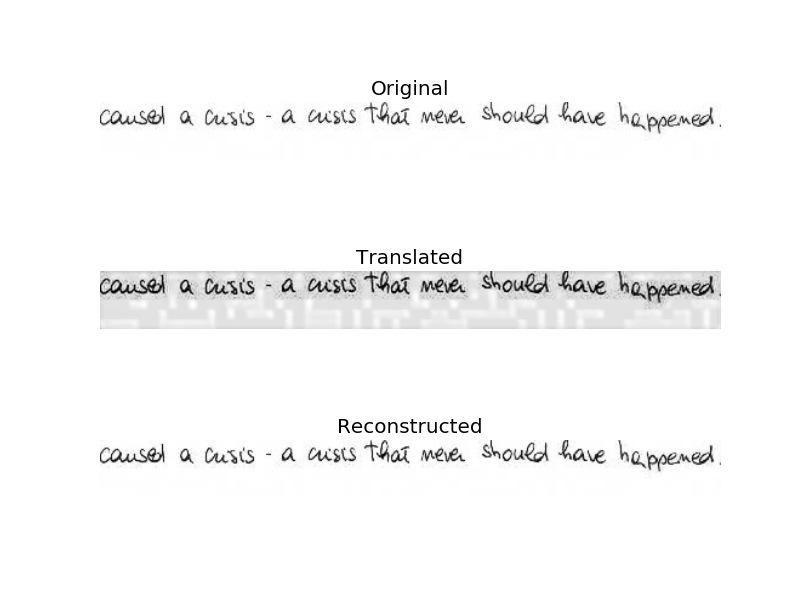 Original
caused a crisis - a crisis that never should have happened.
Translated
caused a crisis - a crisis that never should have happened.
Reconstructed
caused a crisis - a crisis that never should have happened.